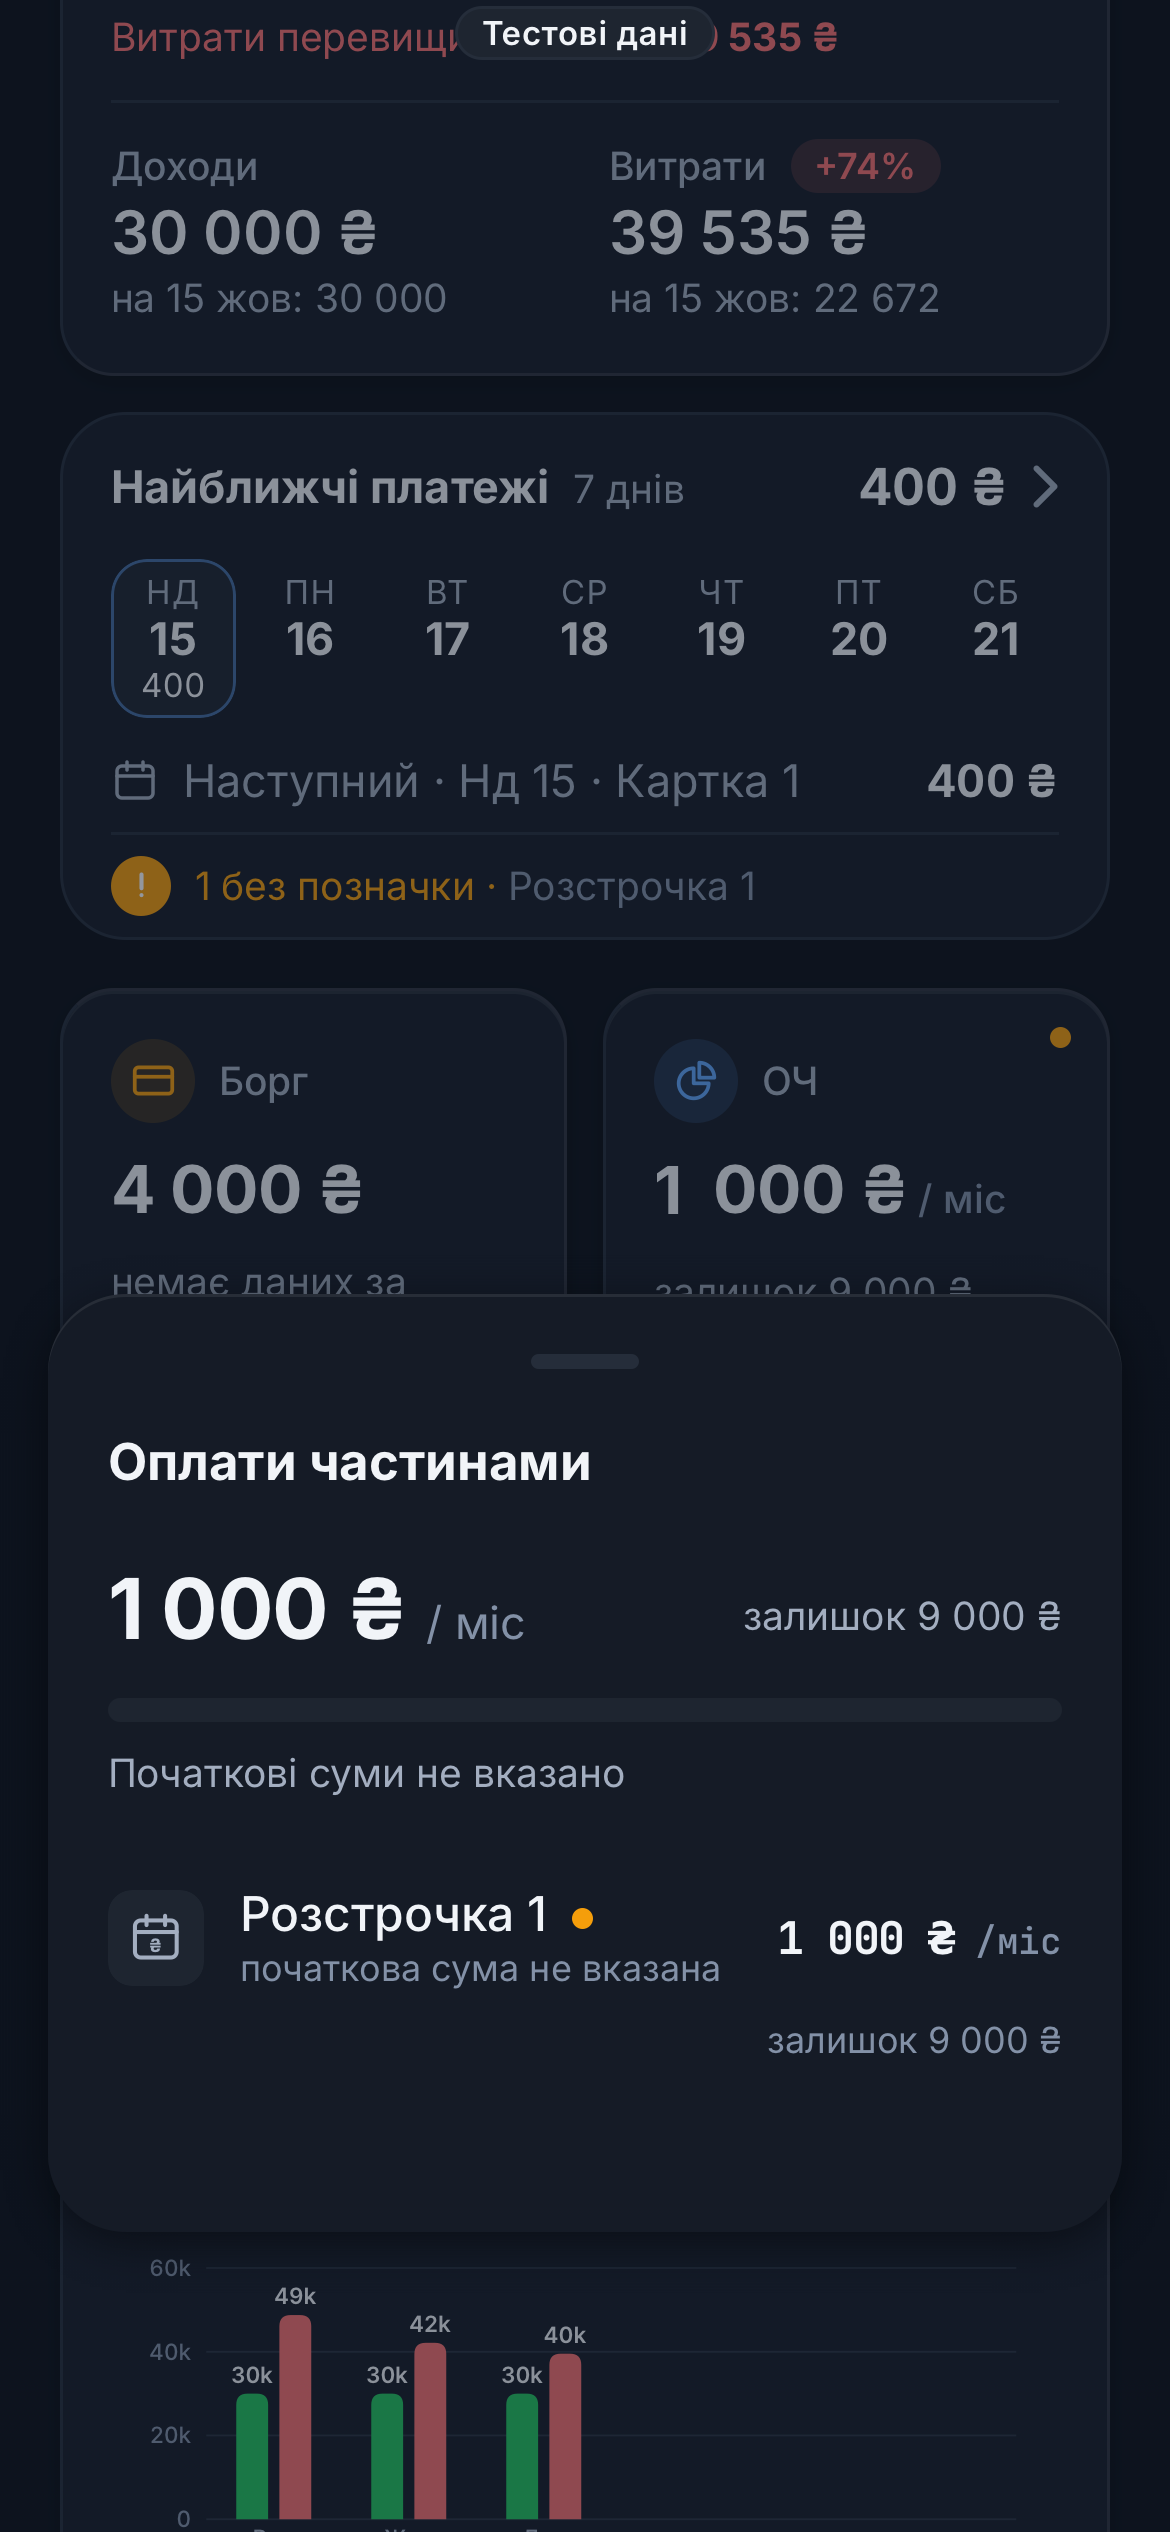 Витрати перевищ 535 ₴
Тестові дані
Доходи
30 000 ₴
на 15 жов: 30 000
Витрати +74%
39 535 ₴
на 15 жов: 22 672
Найближчі платежі 7 днів 400 ₴
НД ПН ВТ СР ЧТ ПТ СБ
15 16 17 18 19 20 21
400
Наступний · Нд 15 · Картка 1 400 ₴
! 1 без позначки · Розстрочка 1
Борг
4 000 ₴
немає даних за
ОЧ
1 000 ₴ / міс
залишок 9 000 ₴
Оплати частинами
1 000 ₴ / міс залишок 9 000 ₴
Початкові суми не вказано
Розстрочка 1 1 000 ₴ /міс
початкова сума не вказана
залишок 9 000 ₴
60k
49k
42k
40k
40k
30k 30k 30k
20k
0